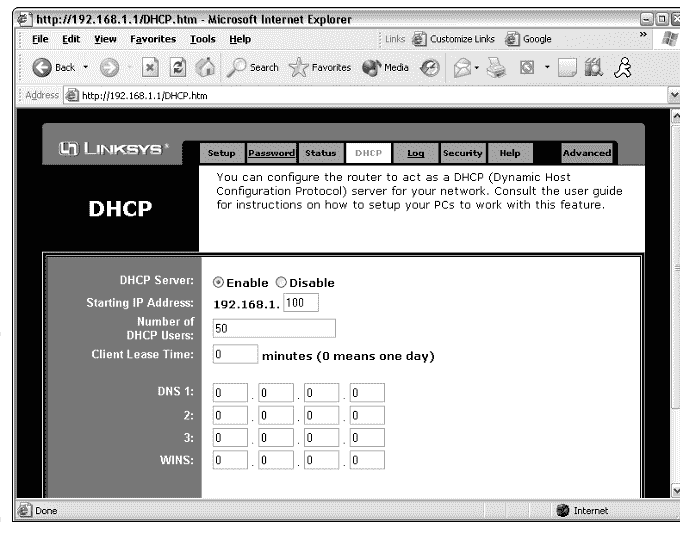 http://192.168.1.1/DHCP.htm - Microsoft Internet Explorer
File Edit View Favorites Tools Help Links Customize Links Google »
Back Search Favorites Media
Address http://192.168.1.1/DHCP.htm
LINKSYS®
Setup Password Status DHCP Log Security Help Advanced
DHCP
You can configure the router to act as a DHCP (Dynamic Host
Configuration Protocol) server for your network. Consult the user guide
for instructions on how to setup your PCs to work with this feature.
DHCP Server: Enable Disable
Starting IP Address: 192.168.1. 100
Number of
DHCP Users: 50
Client Lease Time: 0 minutes (0 means one day)
DNS 1: 0 . 0 . 0 . 0
2: 0 . 0 . 0 . 0
3: 0 . 0 . 0 . 0
WINS: 0 . 0 . 0 . 0
Done Internet